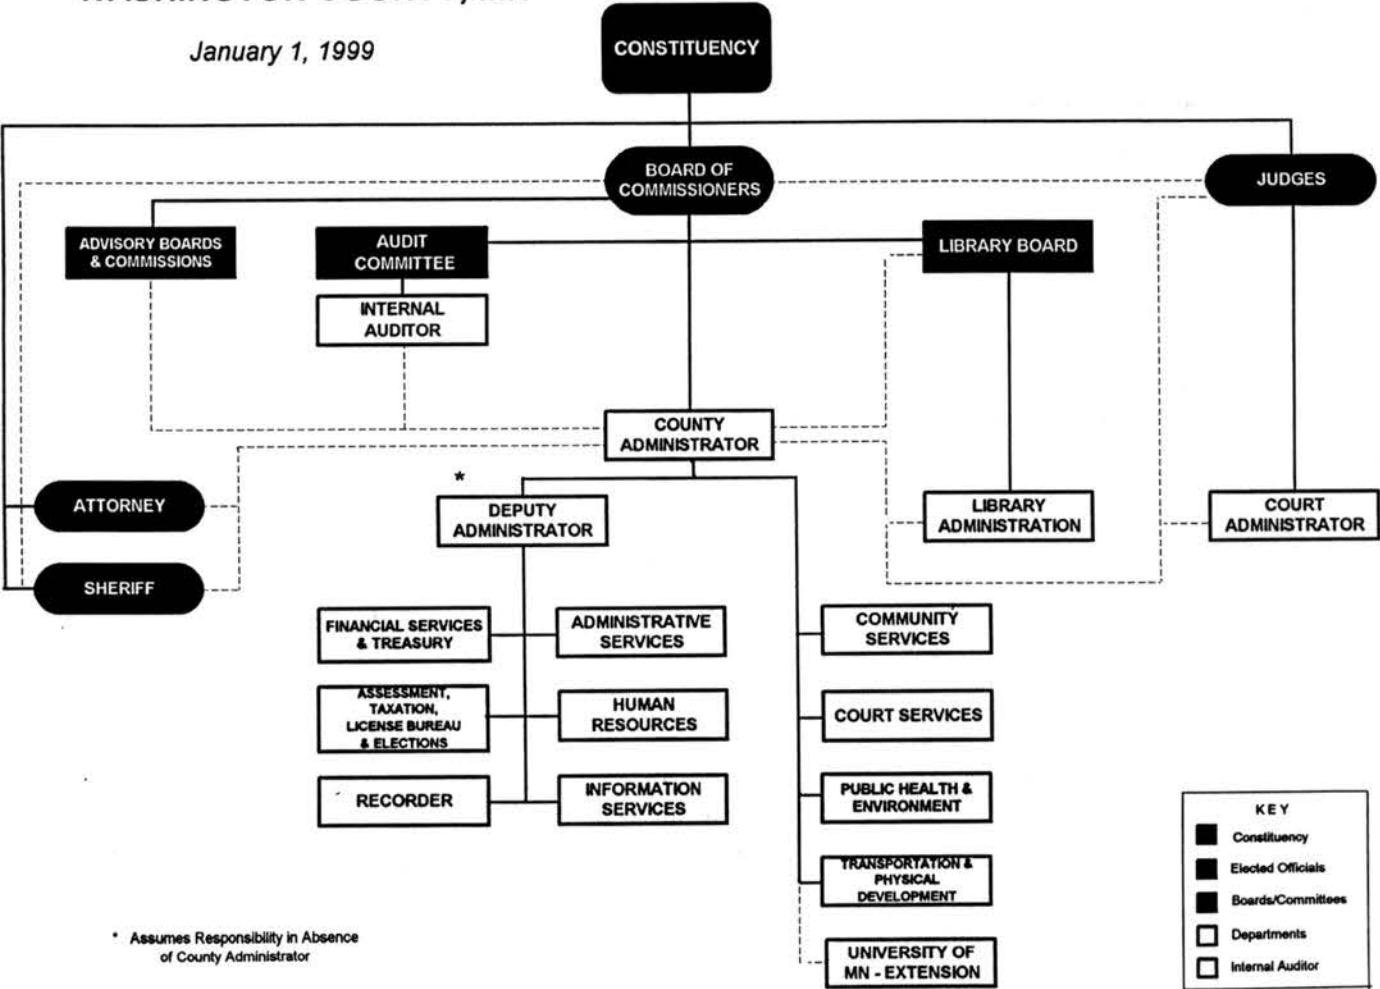 January 1, 1999
CONSTITUENCY
BOARD OF
COMMISSIONERS
JUDGES
ADVISORY BOARDS
& COMMISSIONS
AUDIT
COMMITTEE
LIBRARY BOARD
INTERNAL
AUDITOR
COUNTY
ADMINISTRATOR
*
ATTORNEY
DEPUTY
ADMINISTRATOR
LIBRARY
ADMINISTRATION
COURT
ADMINISTRATOR
SHERIFF
FINANCIAL SERVICES
& TREASURY
ADMINISTRATIVE
SERVICES
COMMUNITY
SERVICES
ASSESSMENT,
TAXATION,
LICENSE BUREAU
& ELECTIONS
HUMAN
RESOURCES
COURT SERVICES
RECORDER
INFORMATION
SERVICES
PUBLIC HEALTH &
ENVIRONMENT
TRANSPORTATION &
PHYSICAL
DEVELOPMENT
UNIVERSITY OF
MN - EXTENSION
* Assumes Responsibility in Absence
of County Administrator
KEY
Constituency
Elected Officials
Boards/Committees
Departments
Internal Auditor